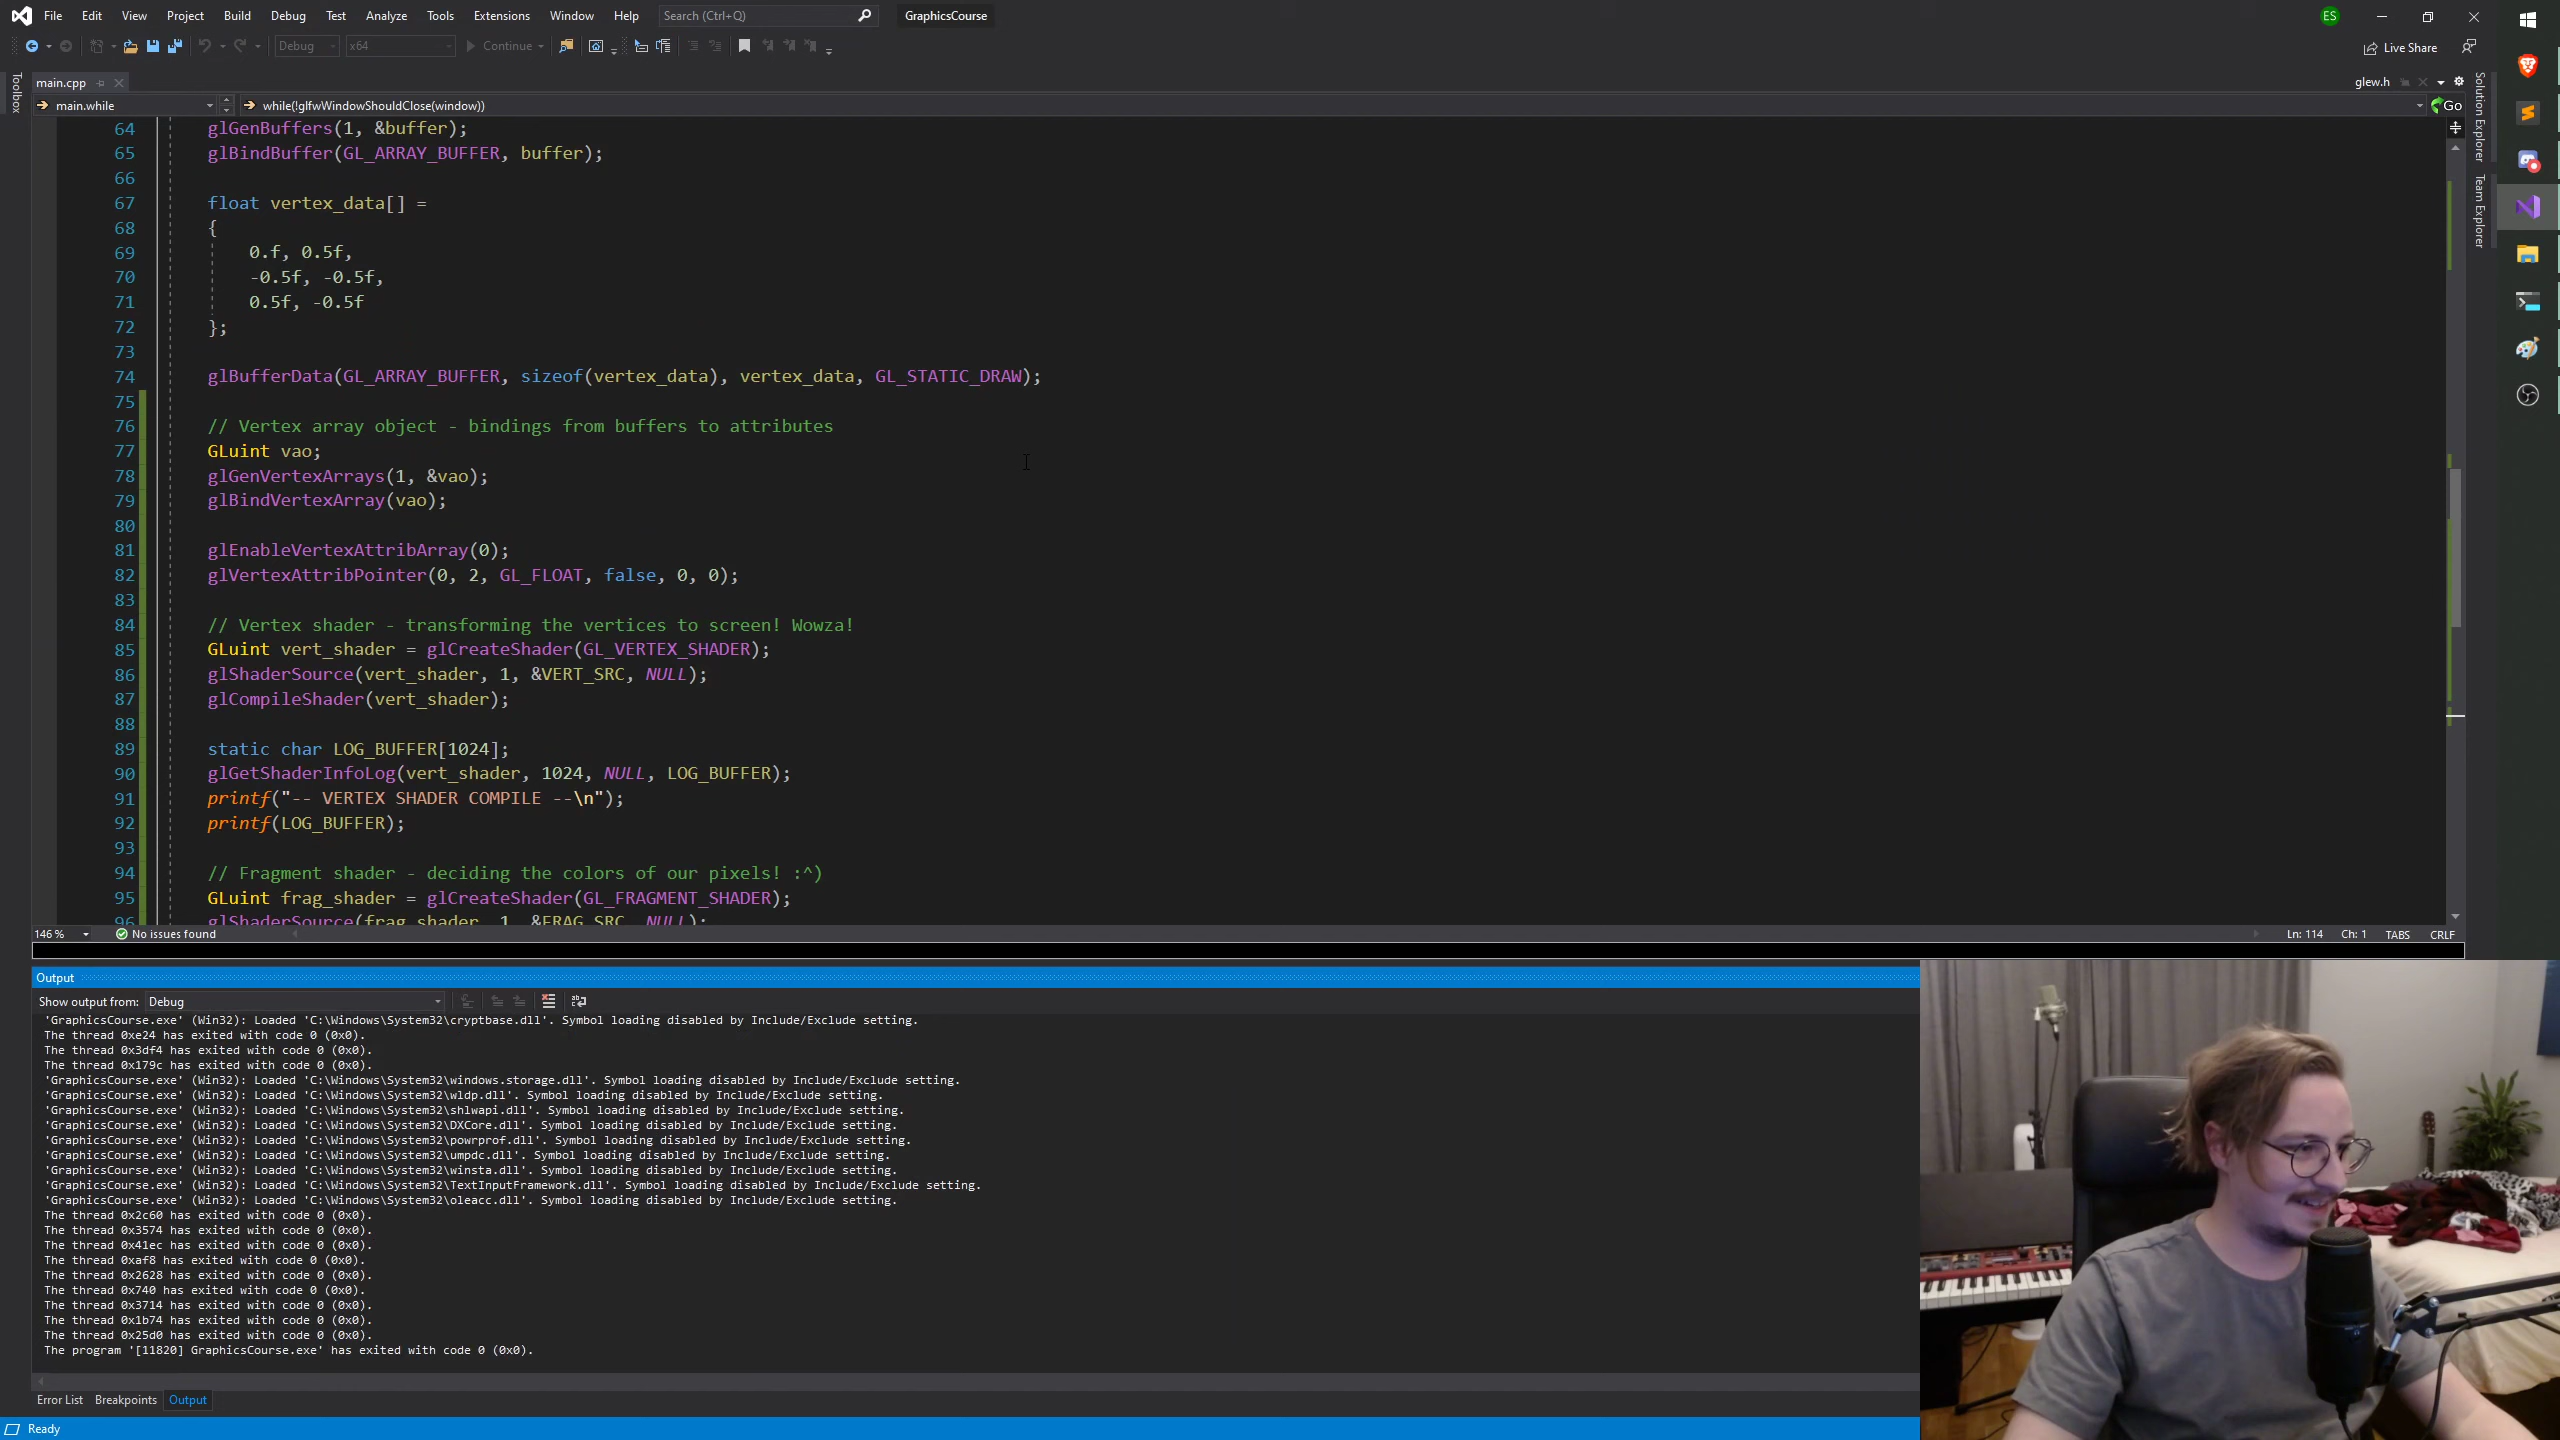 File Edit View Project Build Debug Test Analyze Tools Extensions Window Help Search (Ctrl+Q) GraphicsCourse ES
Debug x64 Continue Live Share
main.cpp glew.h
main.while while(!glfwWindowShouldClose(window)) Go
Toolbox
Solution Explorer
Team Explorer
64 glGenBuffers(1, &buffer);
65 glBindBuffer(GL_ARRAY_BUFFER, buffer);
66
67 float vertex_data[] =
68 {
69 0.f, 0.5f,
70 -0.5f, -0.5f,
71 0.5f, -0.5f
72 };
73
74 glBufferData(GL_ARRAY_BUFFER, sizeof(vertex_data), vertex_data, GL_STATIC_DRAW);
75
76 // Vertex array object - bindings from buffers to attributes
77 GLuint vao;
78 glGenVertexArrays(1, &vao);
79 glBindVertexArray(vao);
80
81 glEnableVertexAttribArray(0);
82 glVertexAttribPointer(0, 2, GL_FLOAT, false, 0, 0);
83
84 // Vertex shader - transforming the vertices to screen! Wowza!
85 GLuint vert_shader = glCreateShader(GL_VERTEX_SHADER);
86 glShaderSource(vert_shader, 1, &VERT_SRC, NULL);
87 glCompileShader(vert_shader);
88
89 static char LOG_BUFFER[1024];
90 glGetShaderInfoLog(vert_shader, 1024, NULL, LOG_BUFFER);
91 printf("-- VERTEX SHADER COMPILE --\n");
92 printf(LOG_BUFFER);
93
94 // Fragment shader - deciding the colors of our pixels! :^)
95 GLuint frag_shader = glCreateShader(GL_FRAGMENT_SHADER);
96 glShaderSource(frag_shader, 1, &FRAG_SRC, NULL);
146 % No issues found Ln: 114 Ch: 1 TABS CRLF
Output
Show output from: Debug
'GraphicsCourse.exe' (Win32): Loaded 'C:\Windows\System32\cryptbase.dll'. Symbol loading disabled by Include/Exclude setting.
The thread 0xe24 has exited with code 0 (0x0).
The thread 0x3df4 has exited with code 0 (0x0).
The thread 0x179c has exited with code 0 (0x0).
'GraphicsCourse.exe' (Win32): Loaded 'C:\Windows\System32\windows.storage.dll'. Symbol loading disabled by Include/Exclude setting.
'GraphicsCourse.exe' (Win32): Loaded 'C:\Windows\System32\wldp.dll'. Symbol loading disabled by Include/Exclude setting.
'GraphicsCourse.exe' (Win32): Loaded 'C:\Windows\System32\shlwapi.dll'. Symbol loading disabled by Include/Exclude setting.
'GraphicsCourse.exe' (Win32): Loaded 'C:\Windows\System32\DXCore.dll'. Symbol loading disabled by Include/Exclude setting.
'GraphicsCourse.exe' (Win32): Loaded 'C:\Windows\System32\powrprof.dll'. Symbol loading disabled by Include/Exclude setting.
'GraphicsCourse.exe' (Win32): Loaded 'C:\Windows\System32\umpdc.dll'. Symbol loading disabled by Include/Exclude setting.
'GraphicsCourse.exe' (Win32): Loaded 'C:\Windows\System32\winsta.dll'. Symbol loading disabled by Include/Exclude setting.
'GraphicsCourse.exe' (Win32): Loaded 'C:\Windows\System32\TextInputFramework.dll'. Symbol loading disabled by Include/Exclude setting.
'GraphicsCourse.exe' (Win32): Loaded 'C:\Windows\System32\oleacc.dll'. Symbol loading disabled by Include/Exclude setting.
The thread 0x2c60 has exited with code 0 (0x0).
The thread 0x3574 has exited with code 0 (0x0).
The thread 0x41ec has exited with code 0 (0x0).
The thread 0xaf8 has exited with code 0 (0x0).
The thread 0x2628 has exited with code 0 (0x0).
The thread 0x740 has exited with code 0 (0x0).
The thread 0x3714 has exited with code 0 (0x0).
The thread 0x1b74 has exited with code 0 (0x0).
The thread 0x25d0 has exited with code 0 (0x0).
The program '[11820] GraphicsCourse.exe' has exited with code 0 (0x0).
Error List Breakpoints Output
Ready